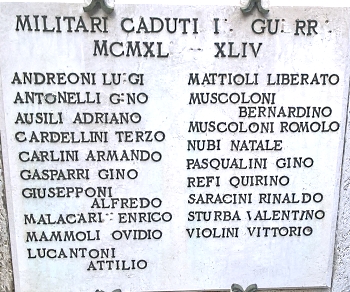 MILITARI CADUTI I GUERR
MCMXL XLIV
ANDREONI LUIGI
ANTONELLI GINO
AUSILI ADRIANO
CARDELLINI TERZO
CARLINI ARMANDO
GASPARRI GINO
GIUSEPPONI
ALFREDO
MALACARI ENRICO
MAMMOLI OVIDIO
LUCANTONI
ATTILIO
MATTIOLI LIBERATO
MUSCOLONI
BERNARDINO
MUSCOLONI ROMOLO
NUBI NATALE
PASQUALINI GINO
REFI QUIRINO
SARACINI RINALDO
STURBA VALENTINO
VIOLINI VITTORIO